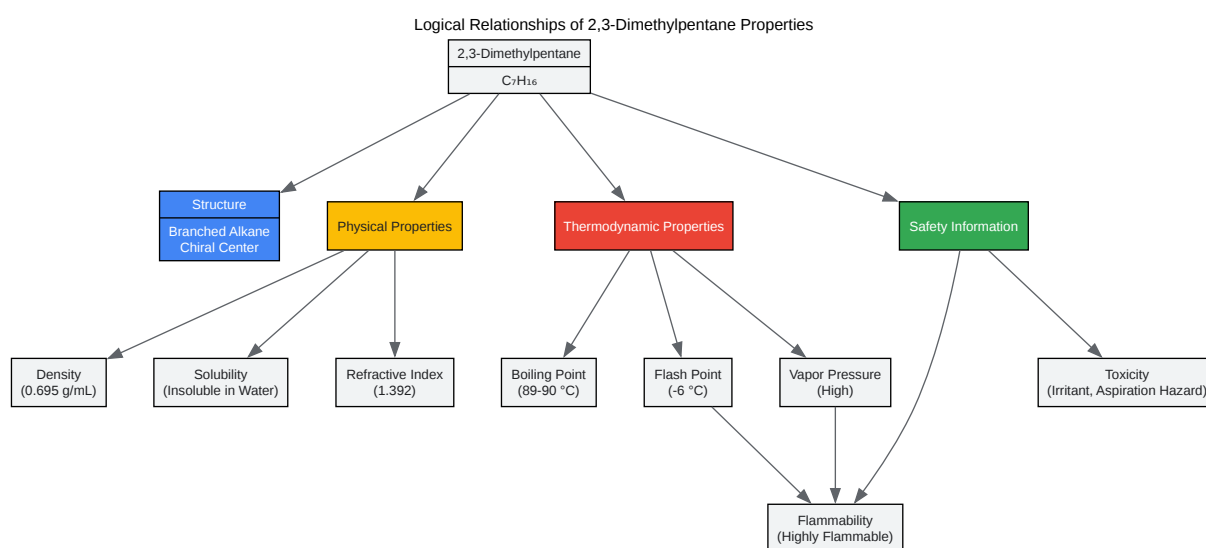 Logical Relationships of 2,3-Dimethylpentane Properties
2,3-Dimethylpentane
C₇H₁₆
Structure
Branched Alkane
Chiral Center
Physical Properties
Thermodynamic Properties
Safety Information
Density
(0.695 g/mL)
Solubility
(Insoluble in Water)
Refractive Index
(1.392)
Boiling Point
(89-90 °C)
Flash Point
(-6 °C)
Vapor Pressure
(High)
Toxicity
(Irritant, Aspiration Hazard)
Flammability
(Highly Flammable)